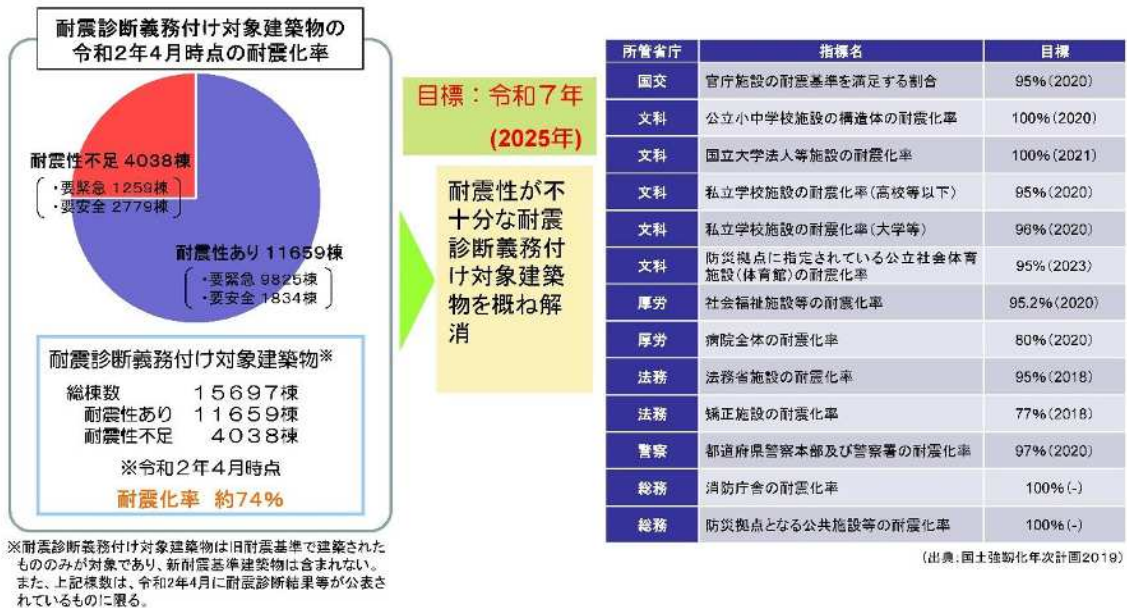 耐震診断義務付け対象建築物の
令和2年4月時点の耐震化率
耐震性不足 4038棟
・要緊急 1259棟
・要安全 2779棟
耐震性あり 11659棟
・要緊急 9825棟
・要安全 1834棟
耐震診断義務付け対象建築物※
総棟数 15697棟
耐震性あり 11659棟
耐震性不足 4038棟
※令和2年4月時点
耐震化率 約74%
※耐震診断義務付け対象建築物は旧耐震基準で建築された
もののみが対象であり、新耐震基準建築物は含まれない。
また、上記棟数は、令和2年4月に耐震診断結果等が公表さ
れているものに限る。
目標：令和7年
(2025年)
耐震性が不
十分な耐震
診断義務付
け対象建築
物を概ね解
消
所管省庁 指標名 目標
国交 官庁施設の耐震基準を満足する割合 95%(2020)
文科 公立小中学校施設の構造体の耐震化率 100%(2020)
文科 国立大学法人等施設の耐震化率 100%(2021)
文科 私立学校施設の耐震化率(高校等以下) 95%(2020)
文科 私立学校施設の耐震化率(大学等) 96%(2020)
文科 防災拠点に指定されている公立社会体育
施設(体育館)の耐震化率 95%(2023)
厚労 社会福祉施設等の耐震化率 95.2%(2020)
厚労 病院全体の耐震化率 80%(2020)
法務 法務省施設の耐震化率 95%(2018)
法務 矯正施設の耐震化率 77%(2018)
警察 都道府県警察本部及び警察署の耐震化率 97%(2020)
総務 消防庁舎の耐震化率 100%(-)
総務 防災拠点となる公共施設等の耐震化率 100%(-)
(出典:国土強靱化年次計画2019)